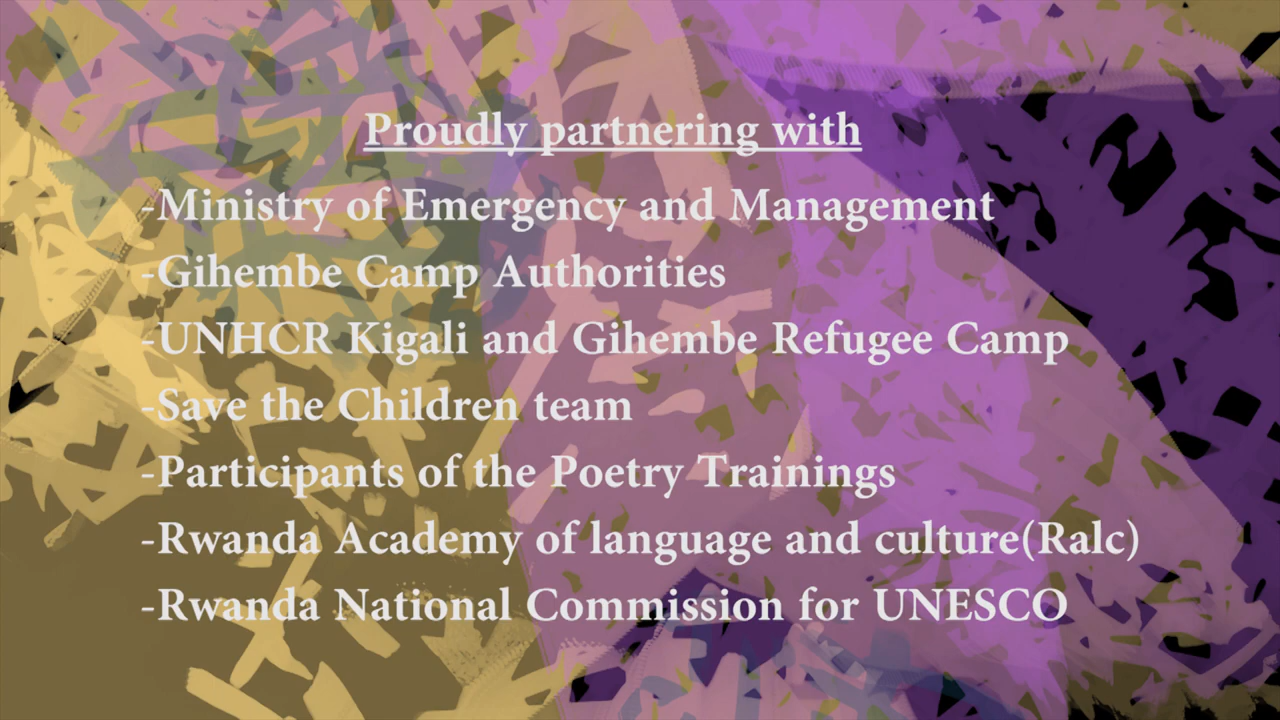 Proudly partnering with
-Ministry of Emergency and Management
-Gihembe Camp Authorities
-UNHCR Kigali and Gihembe Refugee Camp
-Save the Children team
-Participants of the Poetry Trainings
-Rwanda Academy of language and culture(Ralc)
-Rwanda National Commission for UNESCO